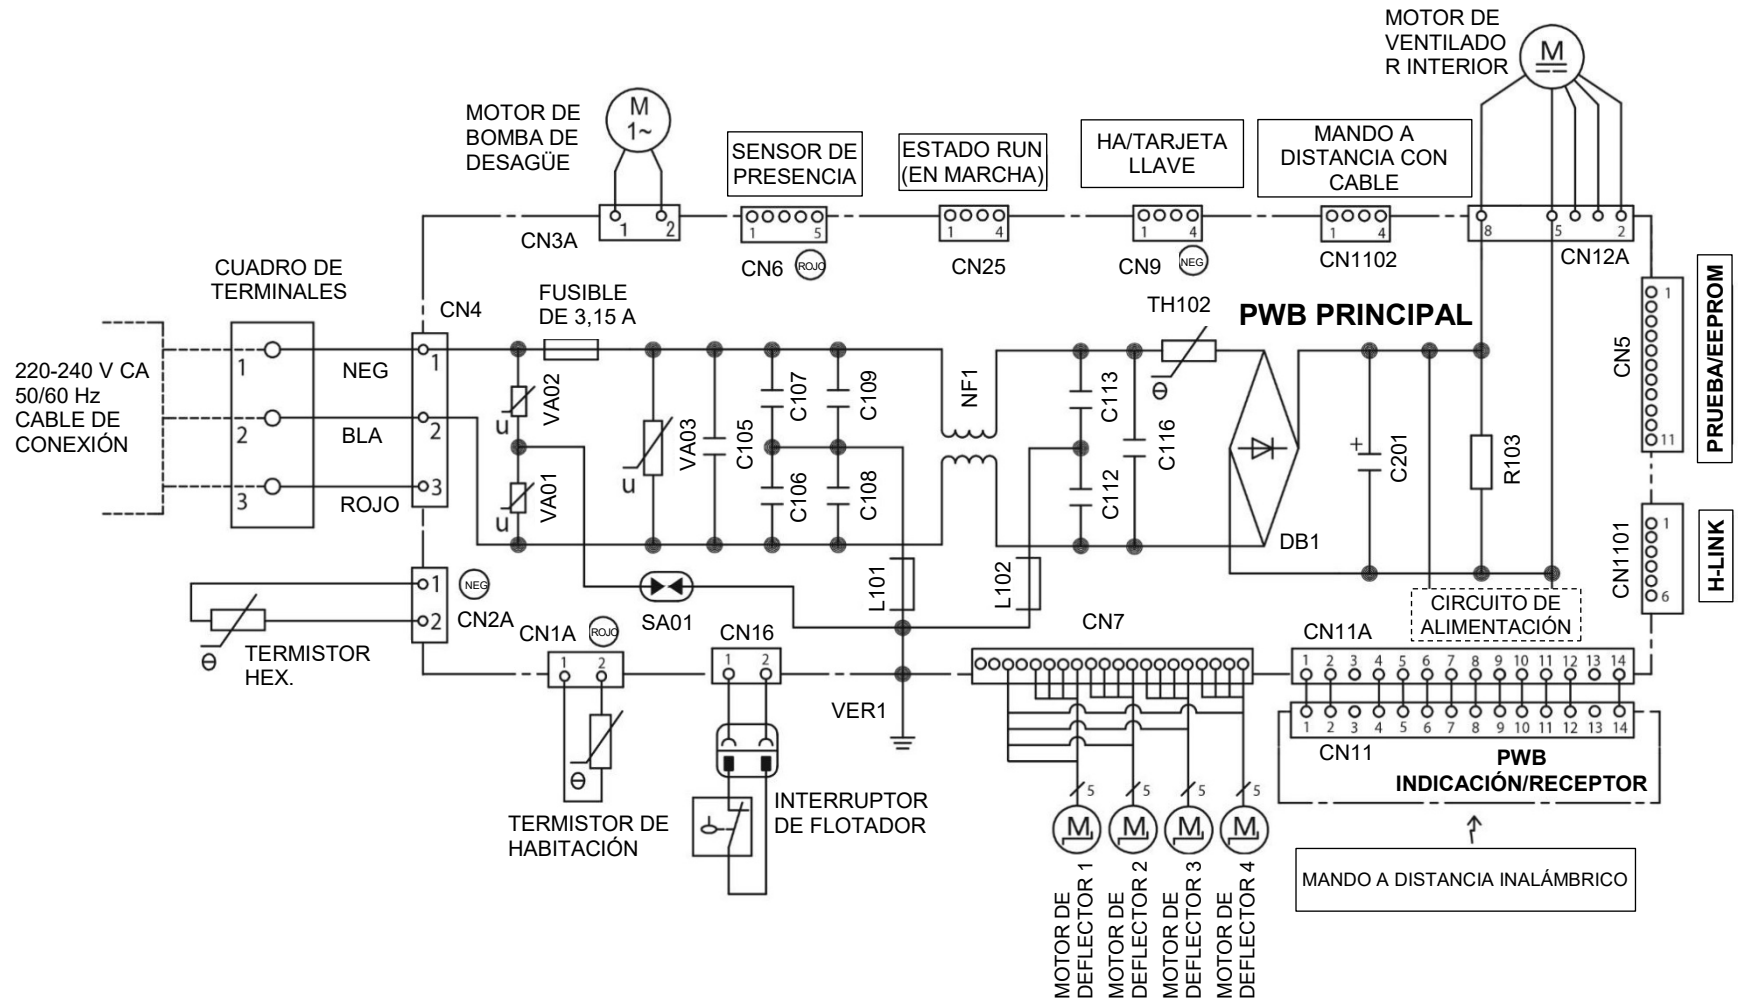 MOTOR DE
VENTILADO
R INTERIOR
M
MOTOR DE
BOMBA DE
DESAGÜE
M
1~
SENSOR DE
PRESENCIA
ESTADO RUN
(EN MARCHA)
HA/TARJETA
LLAVE
MANDO A
DISTANCIA CON
CABLE
1 2
CN3A
1 5
CN6 ROJO
1 4
CN25
1 4
CN9 NEG
1 4
CN1102
8 5 2
CN12A
CUADRO DE
TERMINALES
CN4
FUSIBLE
DE 3,15 A
TH102
PWB PRINCIPAL
1
11
CN5
PRUEBA/EEPROM
220-240 V CA
50/60 Hz
CABLE DE
CONEXIÓN
1
NEG
1
2
BLA
2
3
ROJO
3
VA02
u
VA01
u
VA03
u
C105
C107
C106
C109
C108
NF1
C113
C112
C116
θ
DB1
+
C201
R103
1
6
CN1101
H-LINK
CIRCUITO DE
ALIMENTACIÓN
1
2
NEG
CN2A
θ
TERMISTOR
HEX.
SA01
L101
L102
CN1A ROJO
1 2
θ
TERMISTOR DE
HABITACIÓN
CN16
1 2
INTERRUPTOR
DE FLOTADOR
VER1
CN7
5 5 5 5
M M M M
MOTOR DE
DEFLECTOR 1
MOTOR DE
DEFLECTOR 2
MOTOR DE
DEFLECTOR 3
MOTOR DE
DEFLECTOR 4
CN11A
1 2 3 4 5 6 7 8 9 10 11 12 13 14
1 2 3 4 5 6 7 8 9 10 11 12 13 14
CN11
PWB
INDICACIÓN/RECEPTOR
MANDO A DISTANCIA INALÁMBRICO